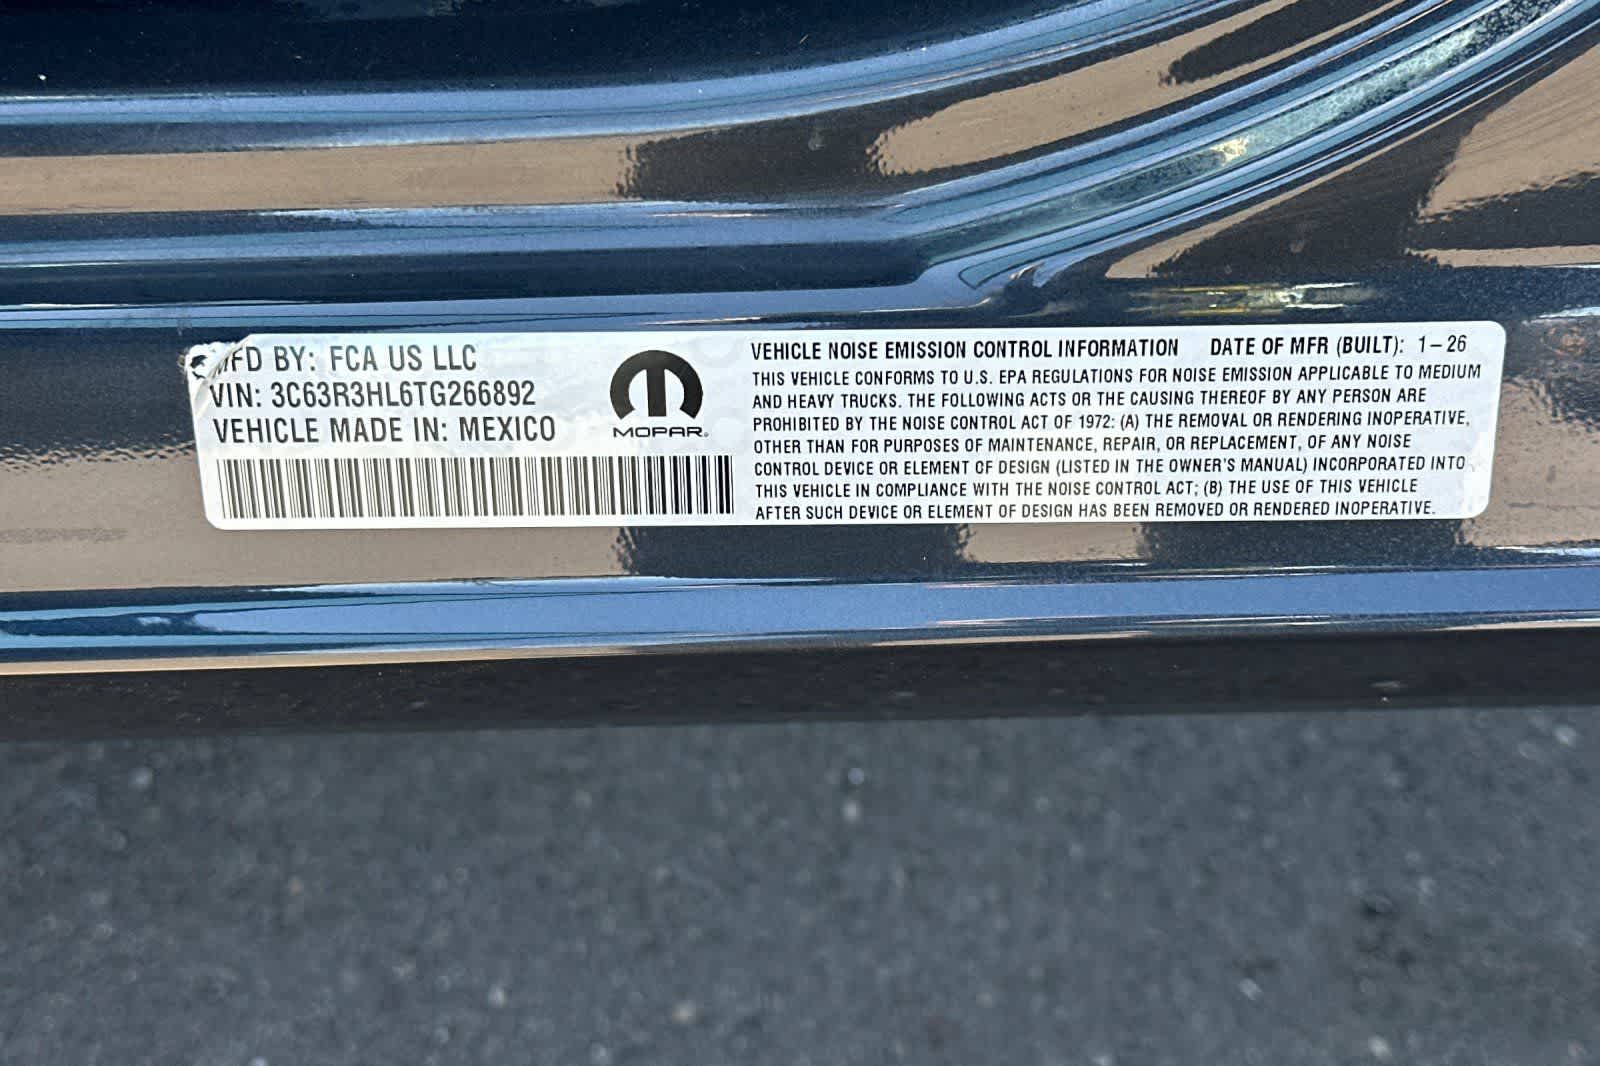 MFD BY: FCA US LLC
VIN: 3C63R3HL6TG266892
VEHICLE MADE IN: MEXICO
MOPAR®
VEHICLE NOISE EMISSION CONTROL INFORMATION DATE OF MFR (BUILT): 1–26
THIS VEHICLE CONFORMS TO U.S. EPA REGULATIONS FOR NOISE EMISSION APPLICABLE TO MEDIUM
AND HEAVY TRUCKS. THE FOLLOWING ACTS OR THE CAUSING THEREOF BY ANY PERSON ARE
PROHIBITED BY THE NOISE CONTROL ACT OF 1972: (A) THE REMOVAL OR RENDERING INOPERATIVE,
OTHER THAN FOR PURPOSES OF MAINTENANCE, REPAIR, OR REPLACEMENT, OF ANY NOISE
CONTROL DEVICE OR ELEMENT OF DESIGN (LISTED IN THE OWNER'S MANUAL) INCORPORATED INTO
THIS VEHICLE IN COMPLIANCE WITH THE NOISE CONTROL ACT; (B) THE USE OF THIS VEHICLE
AFTER SUCH DEVICE OR ELEMENT OF DESIGN HAS BEEN REMOVED OR RENDERED INOPERATIVE.